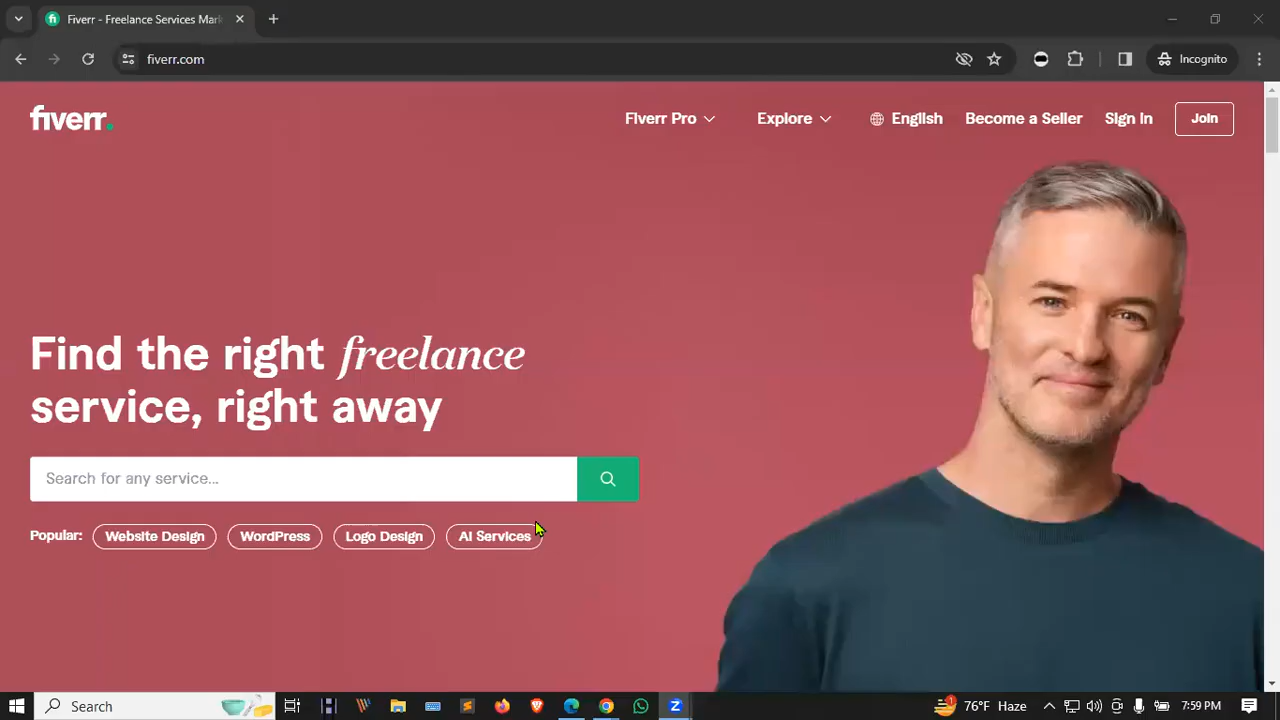 Fiverr - Freelance Services Mark
fiverr.com
Incognito
fiverr.
Fiverr Pro
Explore
English
Become a Seller
Sign In
Join
Find the right freelance
service, right away
Search for any service...
Popular:
Website Design
WordPress
Logo Design
AI Services
Search
1
76°F Haze
7:59 PM